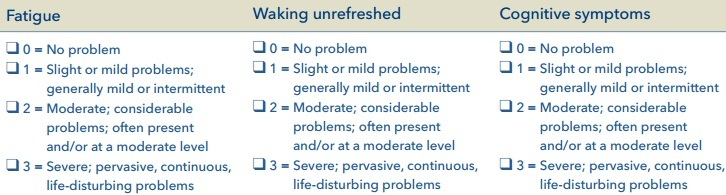 Fatigue
❑ 0 = No problem
❑ 1 = Slight or mild problems;
generally mild or intermittent
❑ 2 = Moderate; considerable
problems; often present
and/or at a moderate level
❑ 3 = Severe; pervasive, continuous,
life-disturbing problems
Waking unrefreshed
❑ 0 = No problem
❑ 1 = Slight or mild problems;
generally mild or intermittent
❑ 2 = Moderate; considerable
problems; often present
and/or at a moderate level
❑ 3 = Severe; pervasive, continuous,
life-disturbing problems
Cognitive symptoms
❑ 0 = No problem
❑ 1 = Slight or mild problems;
generally mild or intermittent
❑ 2 = Moderate; considerable
problems; often present
and/or at a moderate level
❑ 3 = Severe; pervasive, continuous,
life-disturbing problems